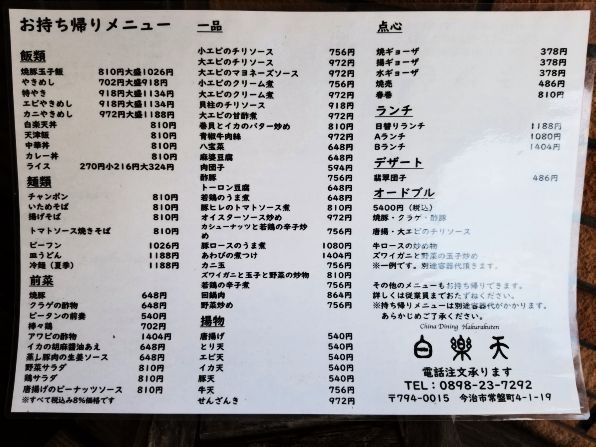 お持ち帰りメニュー
飯類
焼豚玉子飯 810円大盛1026円
やきめし 702円大盛918円
特やき 918円大盛1134円
エビやきめし 918円大盛1134円
カニやきめし 972円大盛1188円
白楽天丼 810円
天津飯 810円
中華丼 810円
カレー丼 810円
ライス 270円小216円大324円
麺類
チャンポン 810円
いためそば 810円
揚げそば 810円
トマトソース焼きそば 810円
ビーフン 1026円
皿うどん 1188円
冷麺（夏季） 1188円
前菜
焼豚 648円
クラゲの酢物 648円
ピータンの前妻 540円
棒々鶏 702円
アワビの酢物 1404円
イカの胡麻醤油あえ 648円
蒸し豚肉の生姜ソース 648円
野菜サラダ 540円
鶏サラダ 540円
唐揚げのピーナッツソース 810円
※すべて税込み8％価格です
一品
小エビのチリソース 756円
大エビのチリソース 972円
大エビのマヨネーズソース 972円
小エビのクリーム煮 756円
大エビのクリーム煮 972円
貝柱のチリソース 918円
大エビの甘酢煮 972円
巻貝とイカのバター炒め 810円
青椒牛肉絲 972円
八宝菜 648円
麻婆豆腐 648円
肉団子 594円
酢豚 756円
トーロン豆腐 648円
若鶏のうま煮 648円
豚ヒレのトマトソース煮 810円
オイスターソース炒め 972円
カシューナッツと若鶏の辛子炒
め 756円
豚ロースのうま煮 1080円
あわびの煮つけ 1404円
カニ玉 756円
ズワイガニと玉子と野菜の炒物 810円
若鶏の辛子煮 756円
回鍋肉 864円
野菜炒め 756円
揚物
唐揚げ 540円
とり天 540円
エビ天 540円
イカ天 540円
豚天 540円
牛天 756円
せんざんき 972円
点心
焼ギョーザ 378円
揚ギョーザ 378円
水ギョーザ 378円
焼売 486円
春巻 810円
ランチ
日替りランチ 1188円
Aランチ 1080円
Bランチ 1404円
デザート
翡翠団子 486円
オードブル
5400円（税込）
焼豚・クラゲ・酢豚
唐揚・大エビのチリソース
牛ロースの炒め物
ズワイガニと野菜の玉子炒め
※一例です。別途容器代頂きます。
その他のメニューもお持ち帰りできます。
詳しくは従業員までおたずねください。
※持ち帰りメニューは別途容器代がかかります。
あらかじめご了承ください。
China Dining Hakurakuten
白樂天
電話注文承ります
TEL：0898-23-7292
〒794-0015 今治市常盤町4-1-19